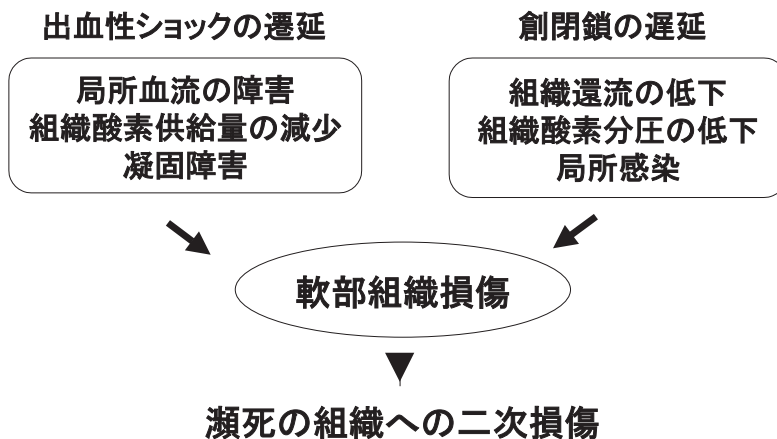 出血性ショックの遷延
局所血流の障害
組織酸素供給量の減少
凝固障害
創閉鎖の遅延
組織還流の低下
組織酸素分圧の低下
局所感染
軟部組織損傷
瀕死の組織への二次損傷